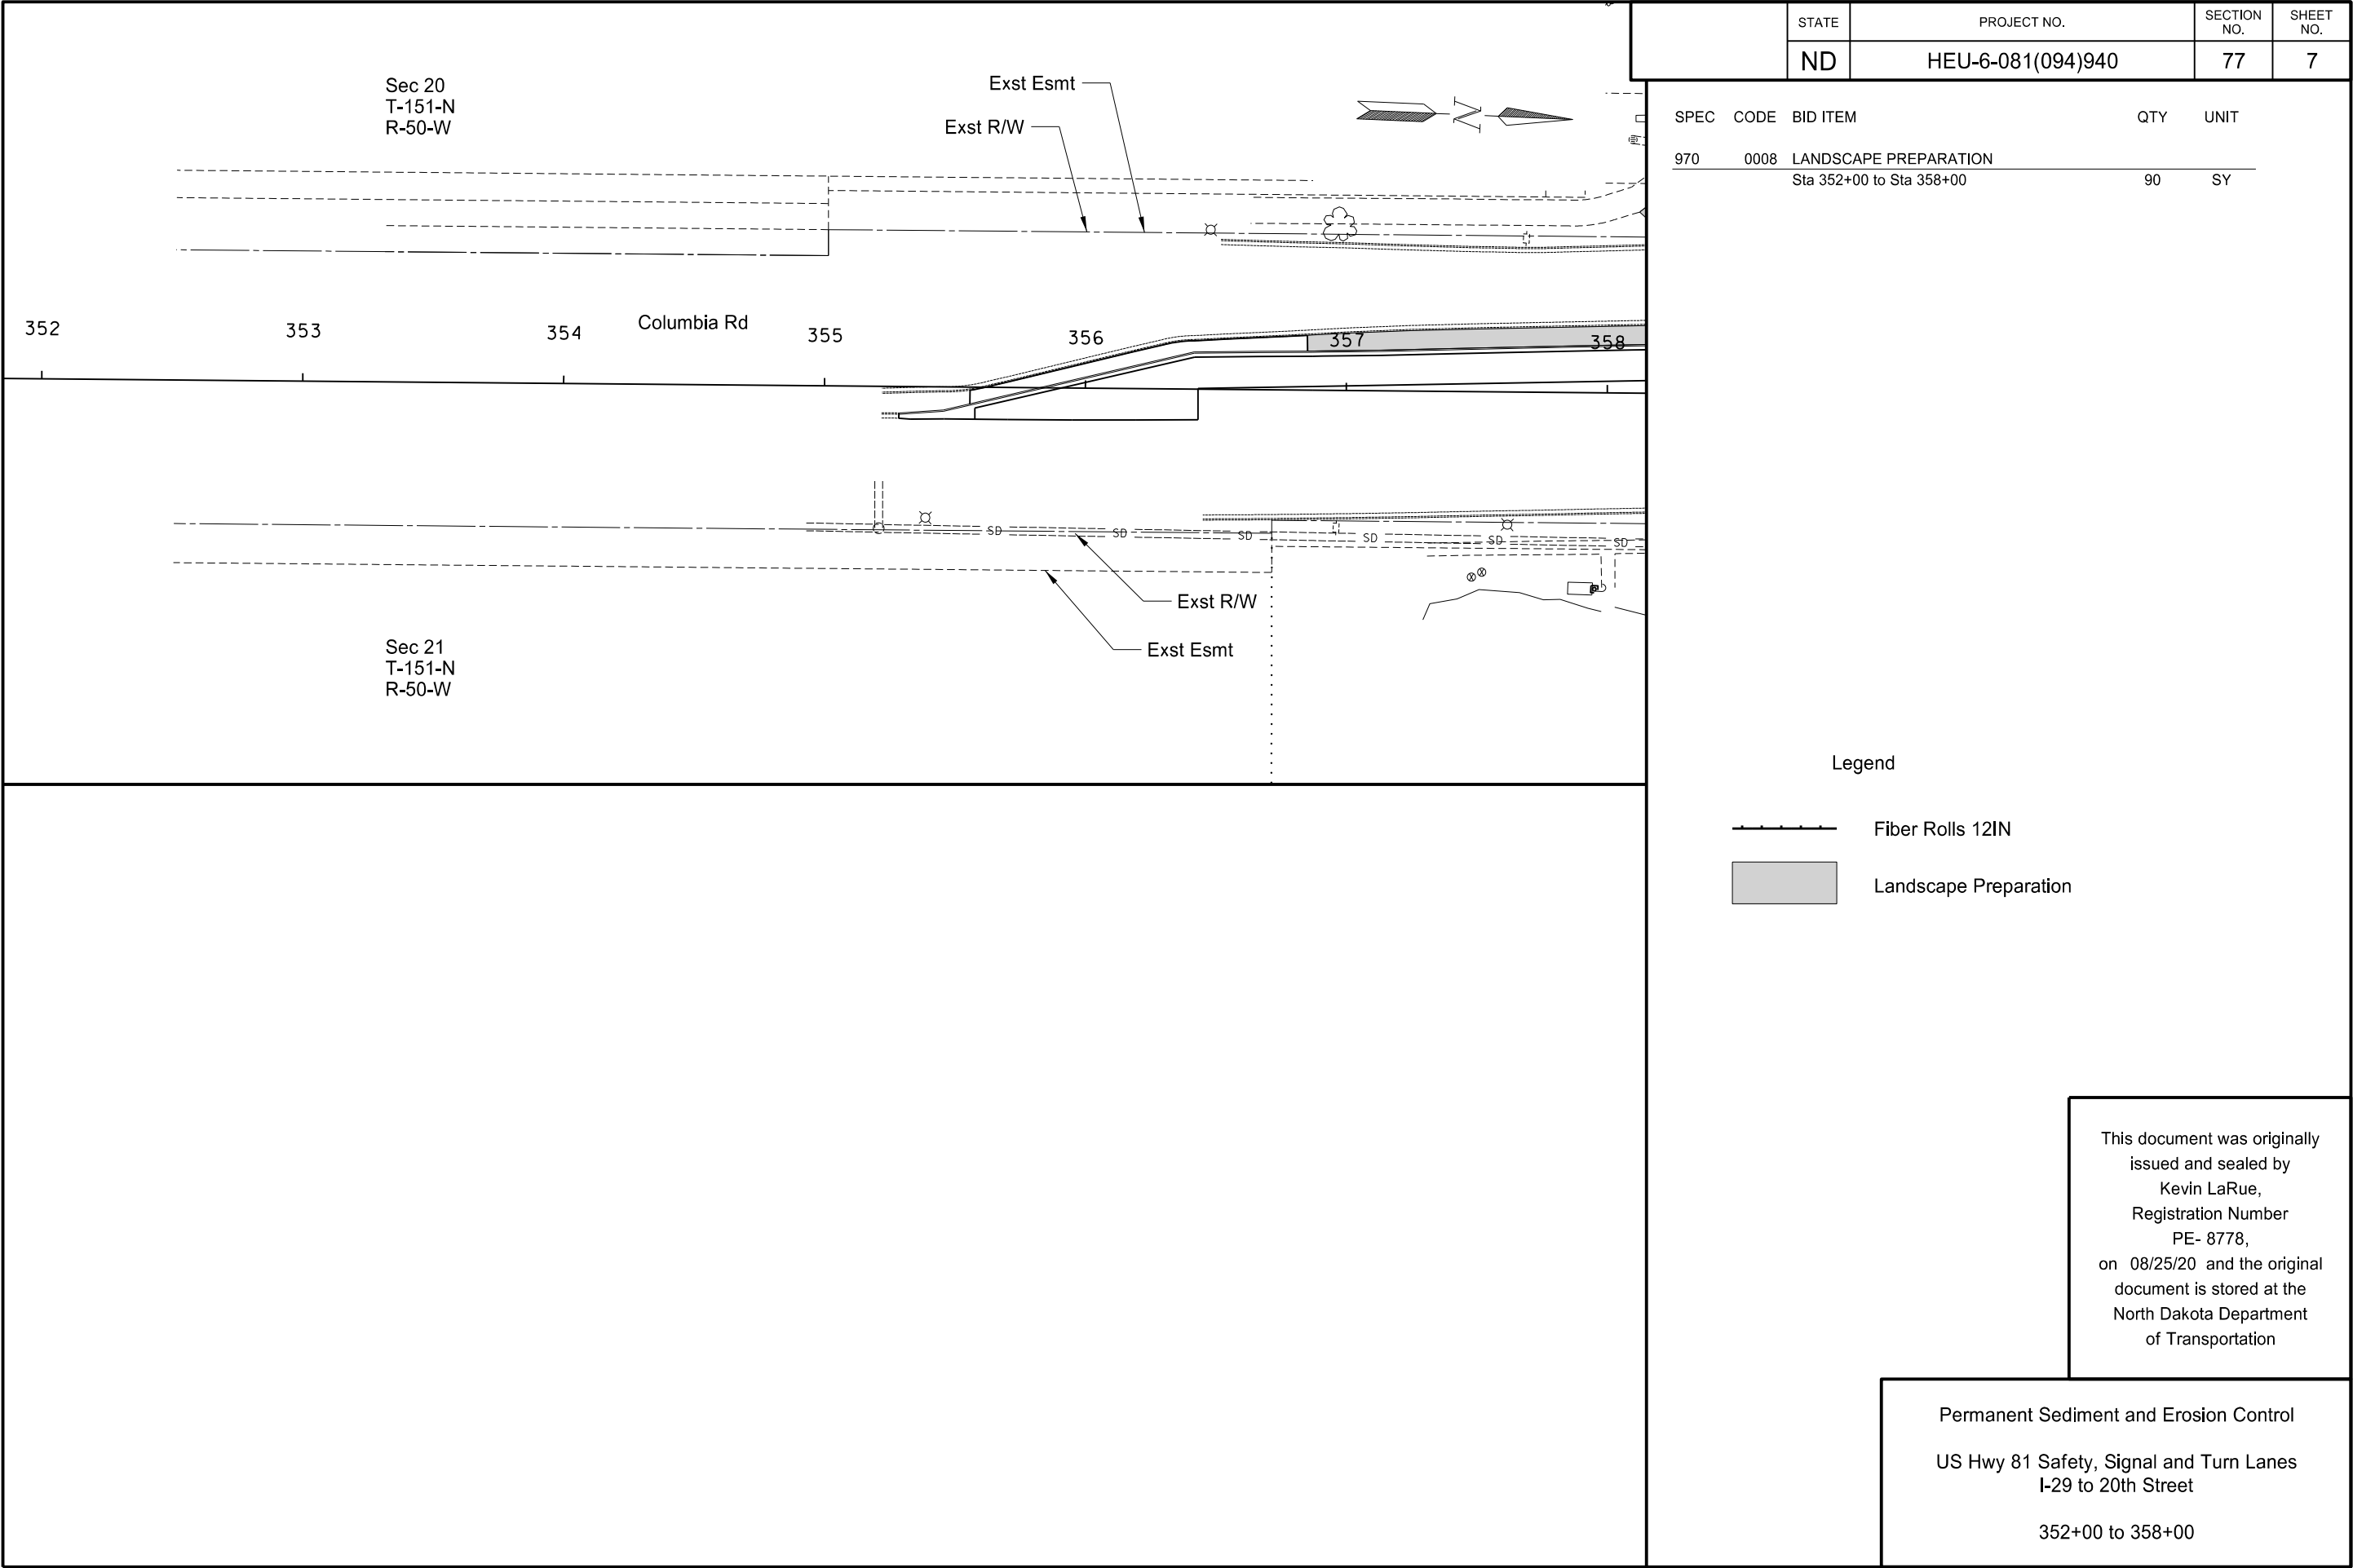 STATE
PROJECT NO.
SECTION NO.
SHEET NO.
ND
HEU-6-081(094)940
77
7
SPEC CODE BID ITEM QTY UNIT
970 0008 LANDSCAPE PREPARATION
Sta 352+00 to Sta 358+00 90 SY
Sec 20
T-151-N
R-50-W
Exst Esmt
Exst R/W
N
352 353 354 Columbia Rd 355 356 357 358
SD SD SD SD SD SD
Exst R/W
Exst Esmt
Sec 21
T-151-N
R-50-W
Legend
Fiber Rolls 12IN
Landscape Preparation
This document was originally
issued and sealed by
Kevin LaRue,
Registration Number
PE- 8778,
on 08/25/20 and the original
document is stored at the
North Dakota Department
of Transportation
Permanent Sediment and Erosion Control
US Hwy 81 Safety, Signal and Turn Lanes
I-29 to 20th Street
352+00 to 358+00